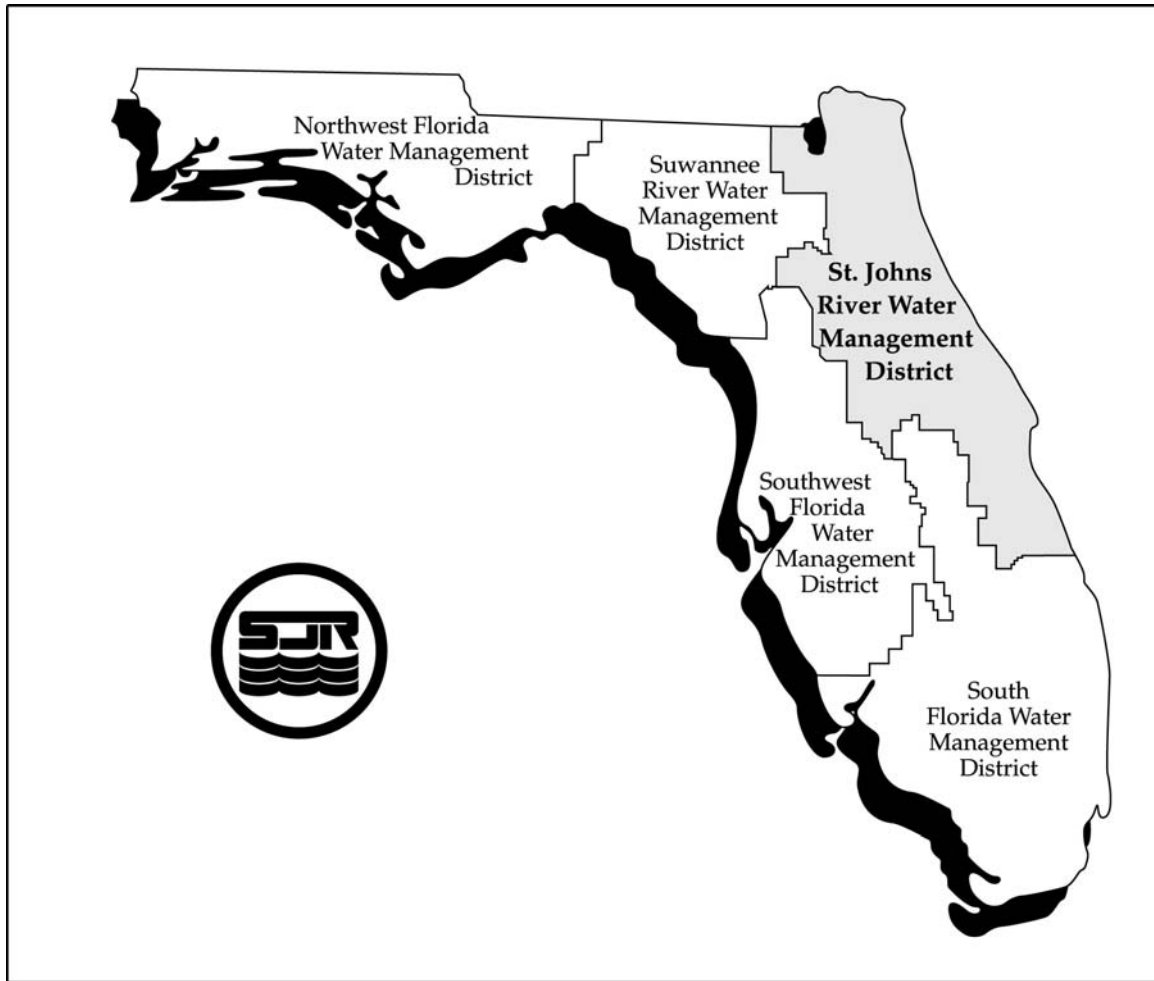 Northwest Florida
Water Management
District
Suwannee
River Water
Management
District
St. Johns
River Water
Management
District
Southwest
Florida
Water
Management
District
SJR
South
Florida Water
Management
District